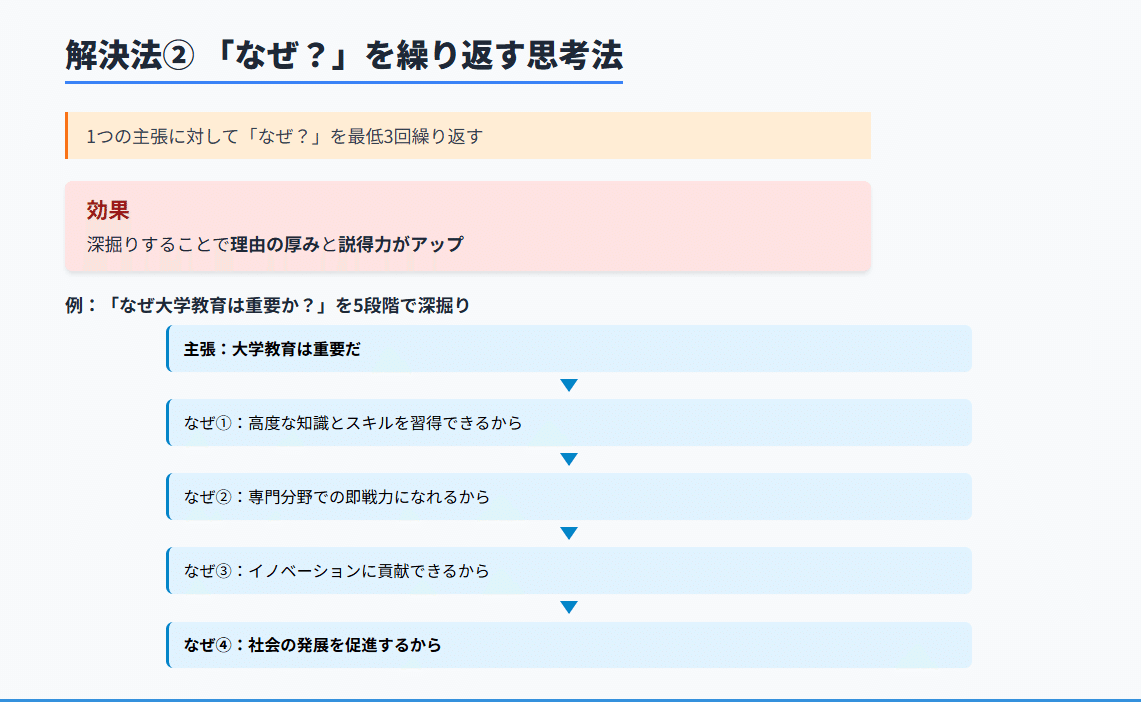 解決法② 「なぜ？」を繰り返す思考法
1つの主張に対して「なぜ？」を最低3回繰り返す
効果
深掘りすることで理由の厚みと説得力がアップ
例：「なぜ大学教育は重要か？」を5段階で深掘り
主張：大学教育は重要だ
なぜ①：高度な知識とスキルを習得できるから
なぜ②：専門分野での即戦力になれるから
なぜ③：イノベーションに貢献できるから
なぜ④：社会の発展を促進するから